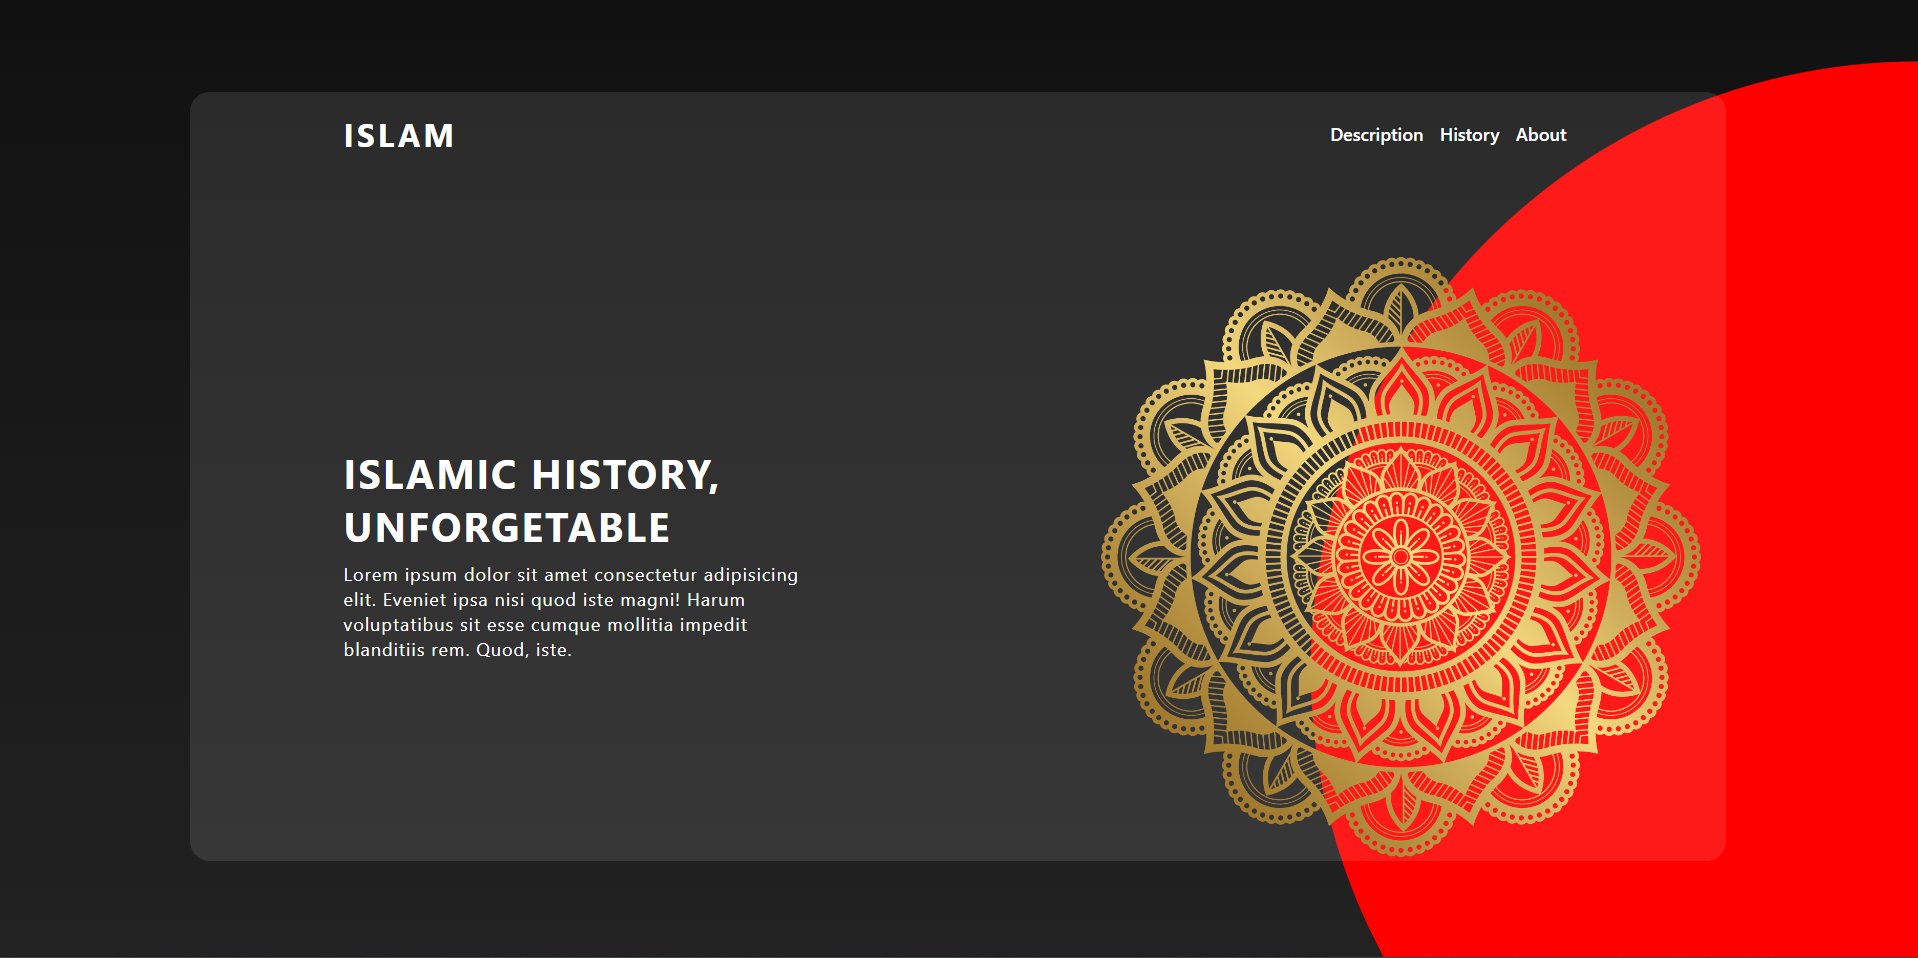 ISLAM
Description History About
ISLAMIC HISTORY,
UNFORGETABLE
Lorem ipsum dolor sit amet consectetur adipisicing
elit. Eveniet ipsa nisi quod iste magni! Harum
voluptatibus sit esse cumque mollitia impedit
blanditiis rem. Quod, iste.